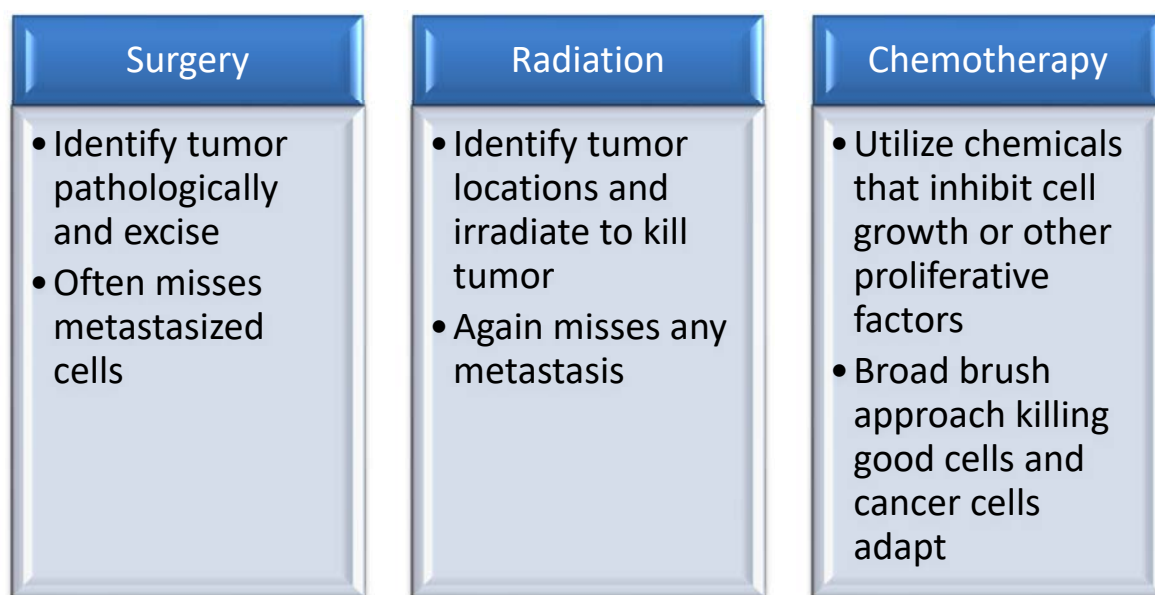 Surgery
• Identify tumor
pathologically
and excise
• Often misses
metastasized
cells
Radiation
• Identify tumor
locations and
irradiate to kill
tumor
• Again misses any
metastasis
Chemotherapy
• Utilize chemicals
that inhibit cell
growth or other
proliferative
factors
• Broad brush
approach killing
good cells and
cancer cells
adapt